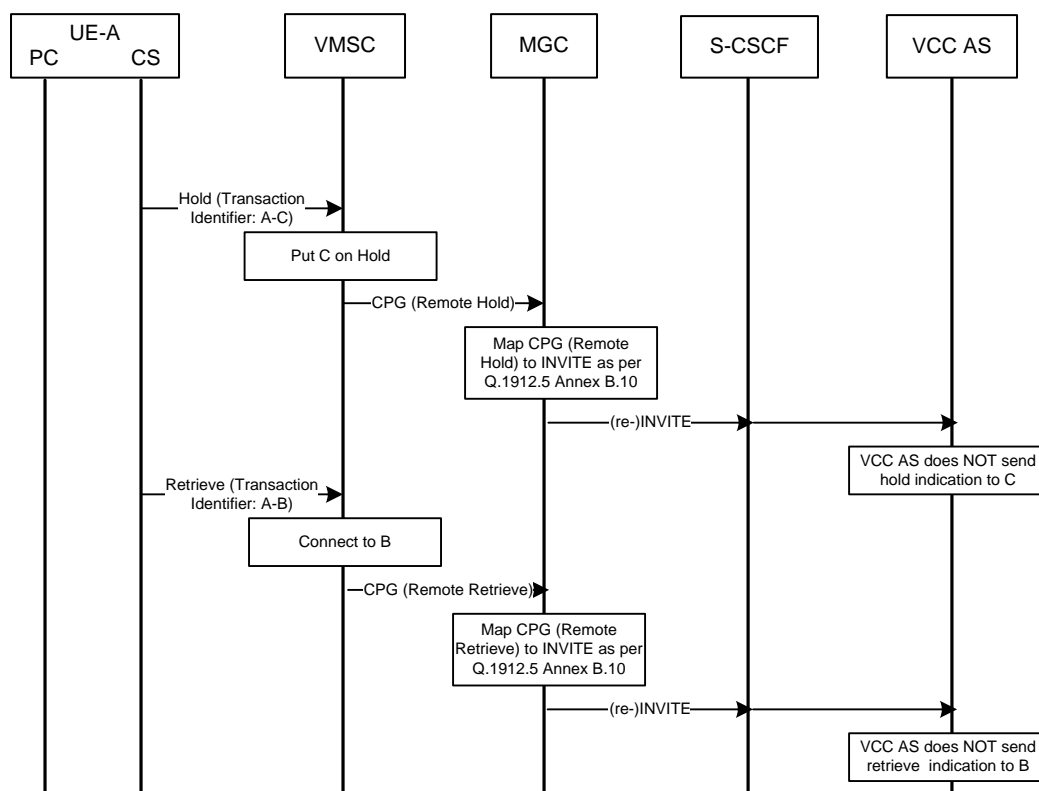 UE-A
PC CS
VMSC
MGC
S-CSCF
VCC AS
Hold (Transaction
Identifier: A-C)
Put C on Hold
CPG (Remote Hold)
Map CPG (Remote
Hold) to INVITE as per
Q.1912.5 Annex B.10
(re-)INVITE
VCC AS does NOT send
hold indication to C
Retrieve (Transaction
Identifier: A-B)
Connect to B
CPG (Remote Retrieve)
Map CPG (Remote
Retrieve) to INVITE as per
Q.1912.5 Annex B.10
(re-)INVITE
VCC AS does NOT send
retrieve indication to B